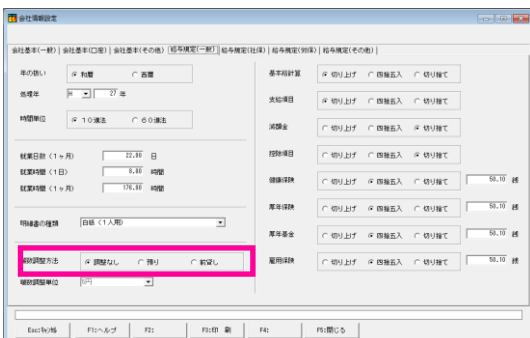 会社情報設定
会社基本(一般) 会社基本(口座) 会社基本(その他) 給与規定(一般) 給与規定(社保) 給与規定(労保) 給与規定(その他)
年の扱い 和暦 西暦
処理年 H 27 年
時間単位 10進法 60進法
就業日数(1ヶ月) 22.00 日
就業時間(1日) 8.00 時間
就業時間(1ヶ月) 176.00 時間
明細書の種類 白紙(1人用)
端数調整方法 調整なし 残り 前貸し
端数調整単位 0円
基本給計算 切り上げ 四捨五入 切り捨て
支給項目 切り上げ 四捨五入 切り捨て
減額金 切り上げ 四捨五入 切り捨て
控除項目 切り上げ 四捨五入 切り捨て
健康保険 切り上げ 四捨五入 切り捨て 50.10 銭
厚年保険 切り上げ 四捨五入 切り捨て 50.10 銭
厚年基金 切り上げ 四捨五入 切り捨て 50.10 銭
雇用保険 切り上げ 四捨五入 切り捨て 50.10 銭
Esc:ｷｬﾝｾﾙ F1:ヘルプ F2: F3:印 刷 F4: F5:閉じる